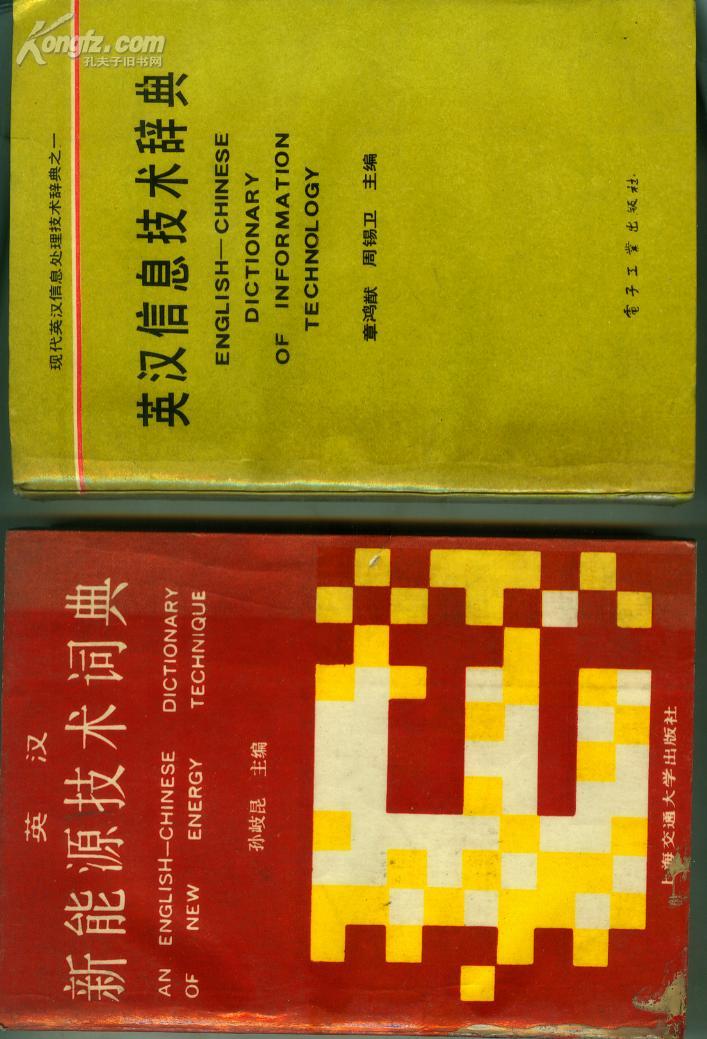 Kongfz.com
孔夫子旧书网
现代英汉信息处理技术辞典之一
英汉信息技术辞典
ENGLISH—CHINESE
DICTIONARY
OF INFORMATION
TECHNOLOGY
章鸿猷 周锡卫 主编
電子工業出版社
英汉
新能源技术词典
AN ENGLISH—CHINESE DICTIONARY
OF NEW ENERGY TECHNIQUE
孙岐昆 主编
上海交通大学出版社